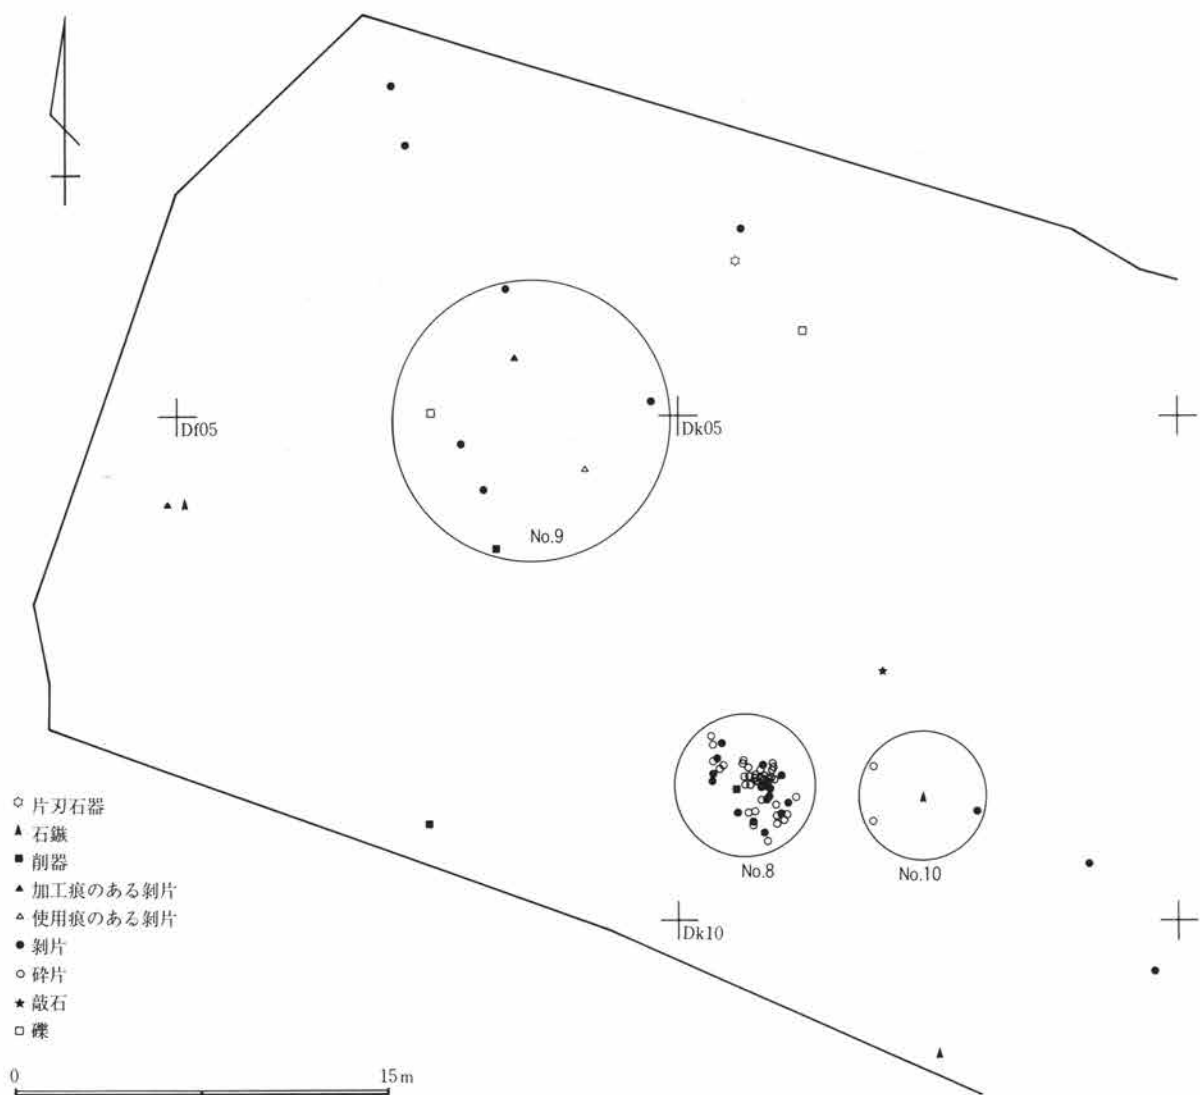 Df05
Dk05
No.9
No.8
No.10
Dk10
片刃石器
石鏃
削器
加工痕のある剝片
使用痕のある剝片
剝片
砕片
敲石
礫
0 15m